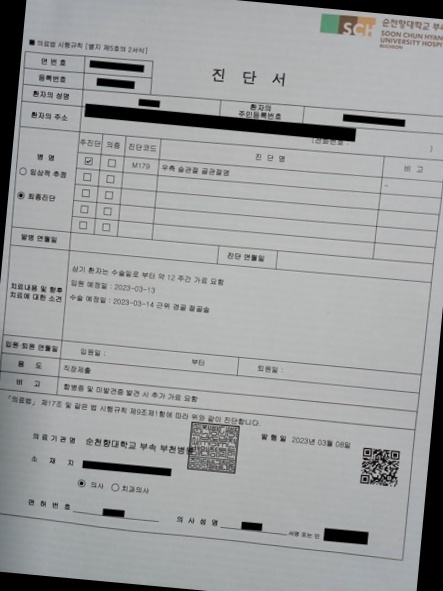 순천향대학교 부속
SCH
SOON CHUN HYANG
UNIVERSITY HOSPITAL
BUCHEON
■ 의료법 시행규칙 [별지 제5호의 2서식]
진 단 서
연 번 호
등록번호
환자의 성명
환자의
주민등록번호
환자의 주소
병 명
주진단 의증 진단코드 진 단 명 비 고
M179 우측 슬관절 골관절염 -
임상적 추정
최종진단
발병 연월일 진단 연월일
치료내용 및 향후
치료에 대한 소견
상기 환자는 수술일로 부터 약 12 주간 가료 요함
입원 예정일 : 2023-03-13
수술 예정일 : 2023-03-14 근위 경골 절골술
입원·퇴원 연월일 입원일 : 부터 퇴원일 :
용 도 직장제출
비 고 합병증 및 미발견증 발견 시 추가 가료 요함
「의료법」 제17조 및 같은 법 시행규칙 제9조제1항에 따라 위와 같이 진단합니다.
발 행 일 2023년 03월 08일
의 료 기 관 명 순천향대학교 부속 부천병원
소 재 지
의사 치과의사
면 허 번 호
의 사 성 명
서명 또는 인